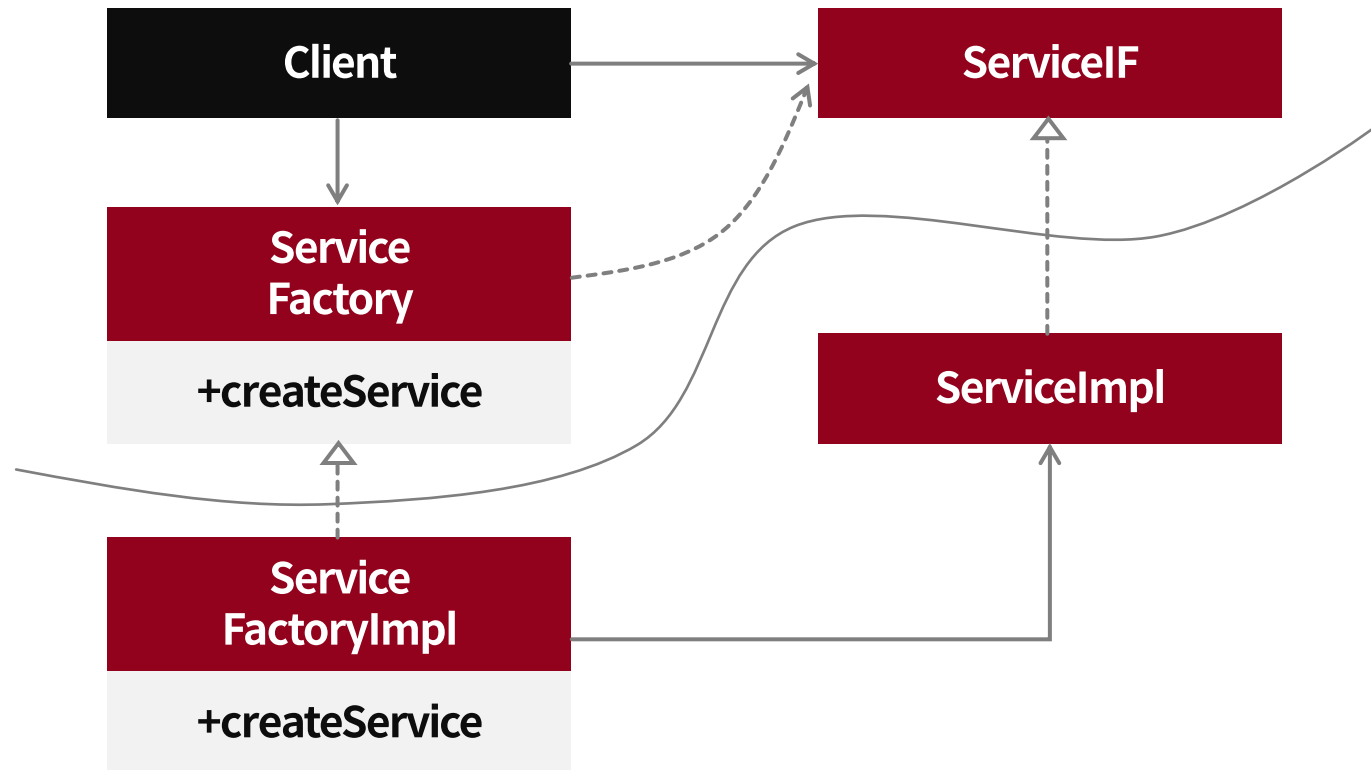 Client
ServiceIF
Service
Factory
+createService
ServiceImpl
Service
FactoryImpl
+createService